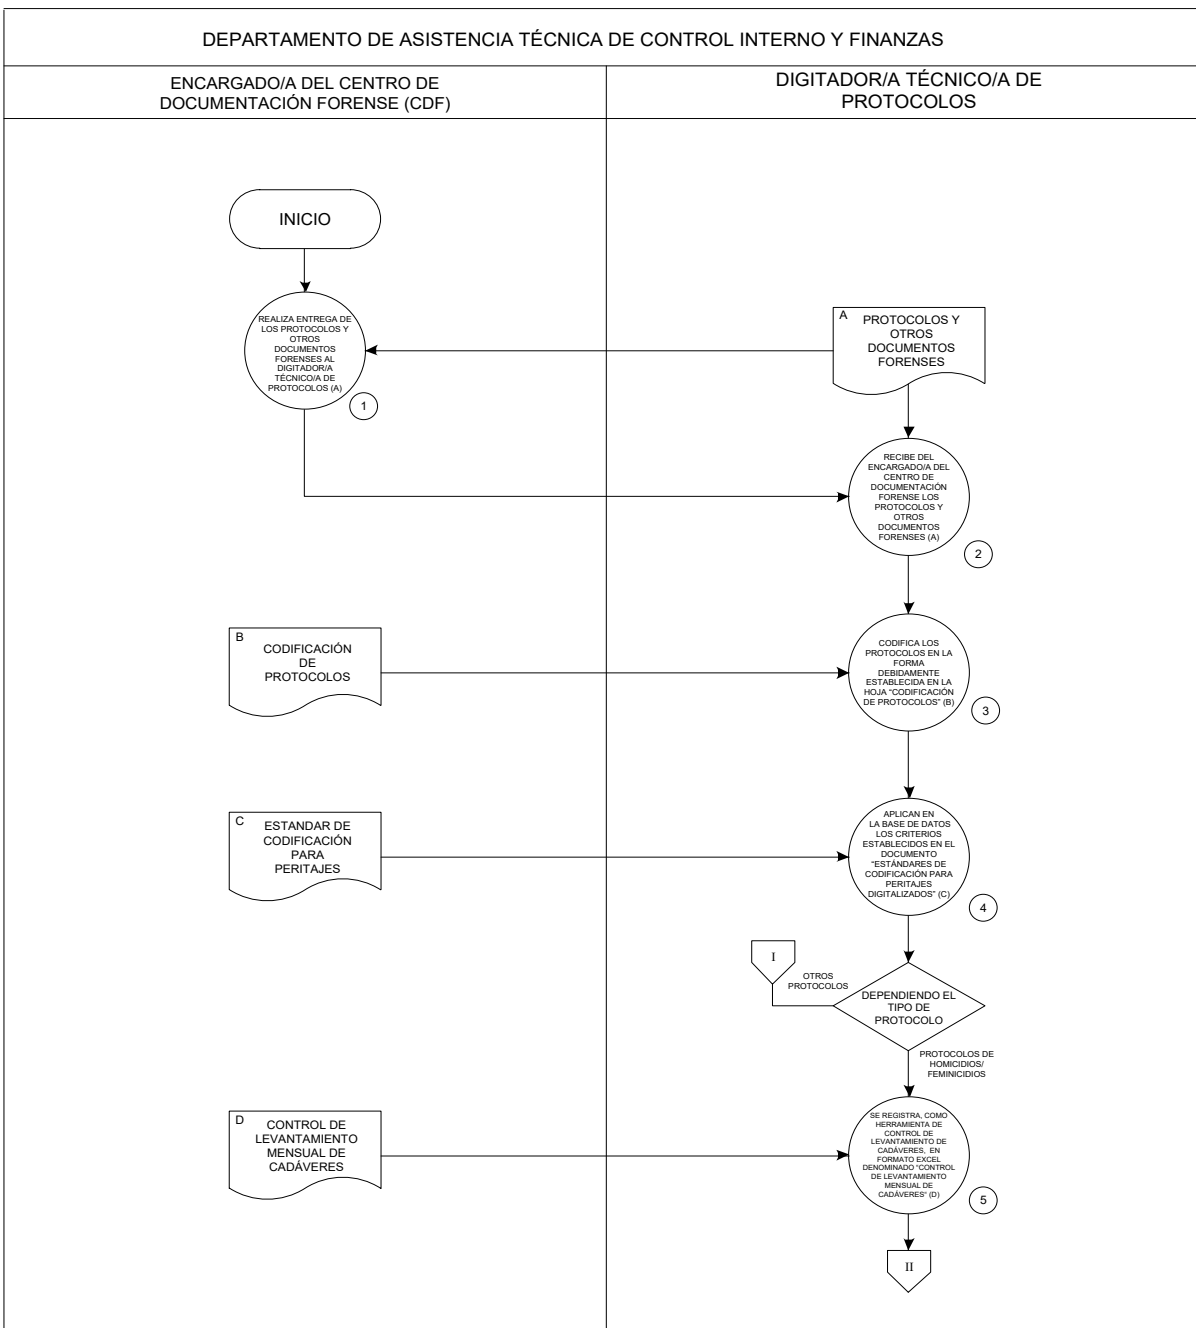 DEPARTAMENTO DE ASISTENCIA TÉCNICA DE CONTROL INTERNO Y FINANZAS
ENCARGADO/A DEL CENTRO DE
DOCUMENTACIÓN FORENSE (CDF)
DIGITADOR/A TÉCNICO/A DE
PROTOCOLOS
INICIO
REALIZA ENTREGA DE
LOS PROTOCOLOS Y
OTROS
DOCUMENTOS
FORENSES AL
DIGITADOR/A
TÉCNICO/A DE
PROTOCOLOS (A)
1
A
PROTOCOLOS Y
OTROS
DOCUMENTOS
FORENSES
RECIBE DEL
ENCARGADO/A DEL
CENTRO DE
DOCUMENTACIÓN
FORENSE LOS
PROTOCOLOS Y
OTROS
DOCUMENTOS
FORENSES (A)
2
B
CODIFICACIÓN
DE
PROTOCOLOS
CODIFICA LOS
PROTOCOLOS EN LA
FORMA
DEBIDAMENTE
ESTABLECIDA EN LA
HOJA “CODIFICACIÓN
DE PROTOCOLOS” (B)
3
C
ESTANDAR DE
CODIFICACIÓN
PARA
PERITAJES
APLICAN EN
LA BASE DE DATOS
LOS CRITERIOS
ESTABLECIDOS EN EL
DOCUMENTO
“ESTÁNDARES DE
CODIFICACIÓN PARA
PERITAJES
DIGITALIZADOS” (C)
4
I
OTROS
PROTOCOLOS
DEPENDIENDO EL
TIPO DE
PROTOCOLO
PROTOCOLOS DE
HOMICIDIOS/
FEMINICIDIOS
D
CONTROL DE
LEVANTAMIENTO
MENSUAL DE
CADÁVERES
SE REGISTRA, COMO
HERRAMIENTA DE
CONTROL DE
LEVANTAMIENTO DE
CADÁVERES, EN
FORMATO EXCEL
DENOMINADO “CONTROL
DE LEVANTAMIENTO
MENSUAL DE
CADÁVERES” (D)
5
II